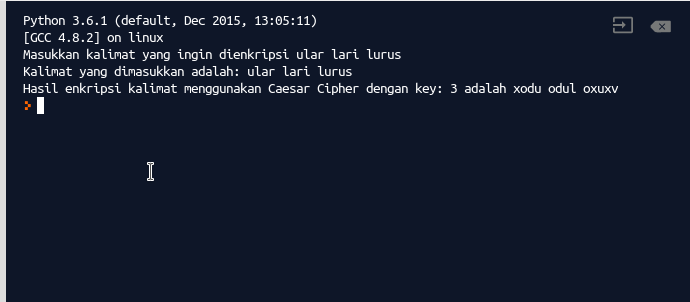 Python 3.6.1 (default, Dec 2015, 13:05:11)
[GCC 4.8.2] on linux
Masukkan kalimat yang ingin dienkripsi ular lari lurus
Kalimat yang dimasukkan adalah: ular lari lurus
Hasil enkripsi kalimat menggunakan Caesar Cipher dengan key: 3 adalah xodu odul oxuxv